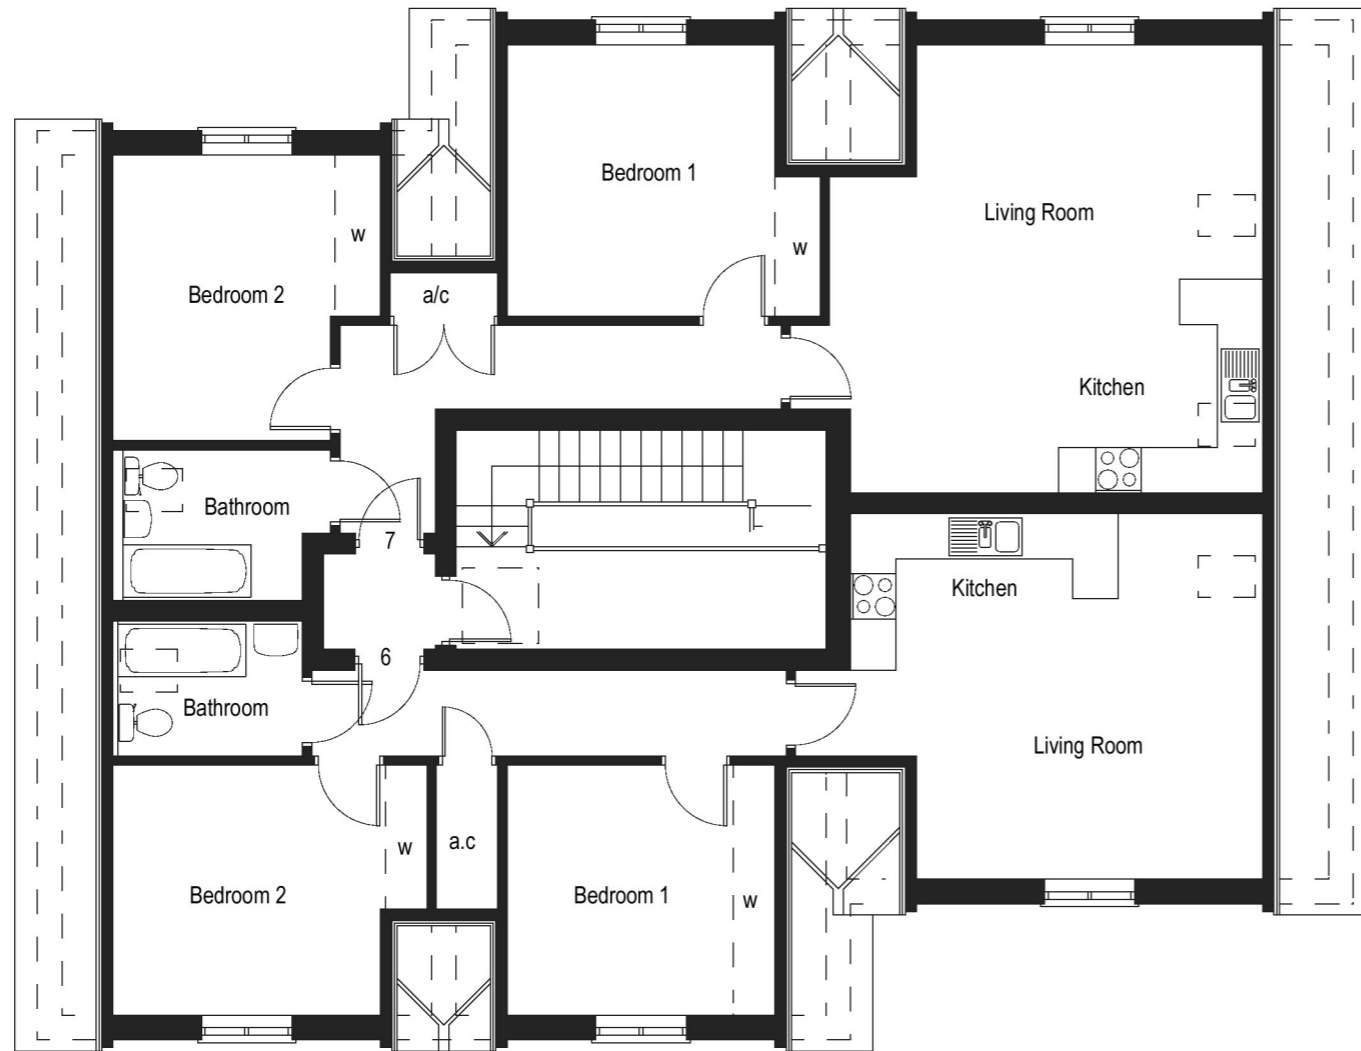 Bedroom 1
Living Room
w
w
Bedroom 2
a/c
Kitchen
Bathroom
7
Kitchen
6
Bathroom
Living Room
a.c
w
Bedroom 2
Bedroom 1
w